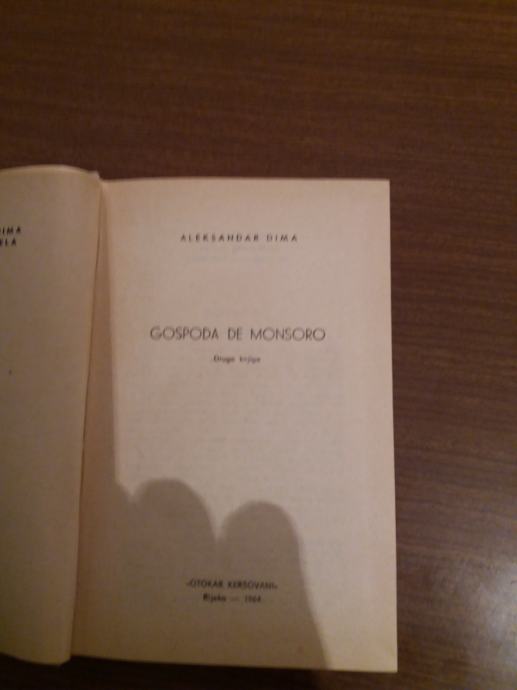 ALEKSANDAR DIMA
GOSPOĐA DE MONSORO
Druga knjiga
»OTOKAR KERŠOVANI«
Rijeka — 1964.